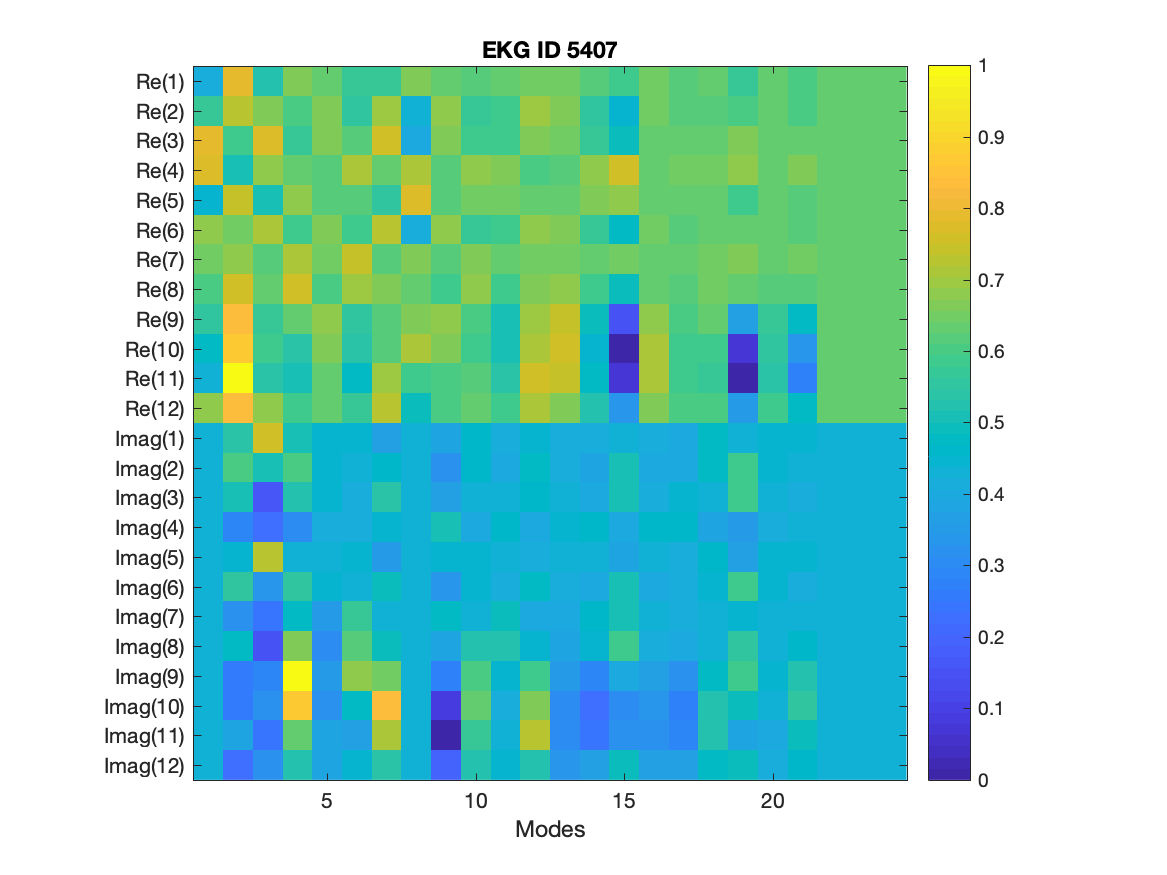 EKG ID 5407
Re(1)
Re(2)
Re(3)
Re(4)
Re(5)
Re(6)
Re(7)
Re(8)
Re(9)
Re(10)
Re(11)
Re(12)
Imag(1)
Imag(2)
Imag(3)
Imag(4)
Imag(5)
Imag(6)
Imag(7)
Imag(8)
Imag(9)
Imag(10)
Imag(11)
Imag(12)
5 10 15 20
Modes
1
0.9
0.8
0.7
0.6
0.5
0.4
0.3
0.2
0.1
0